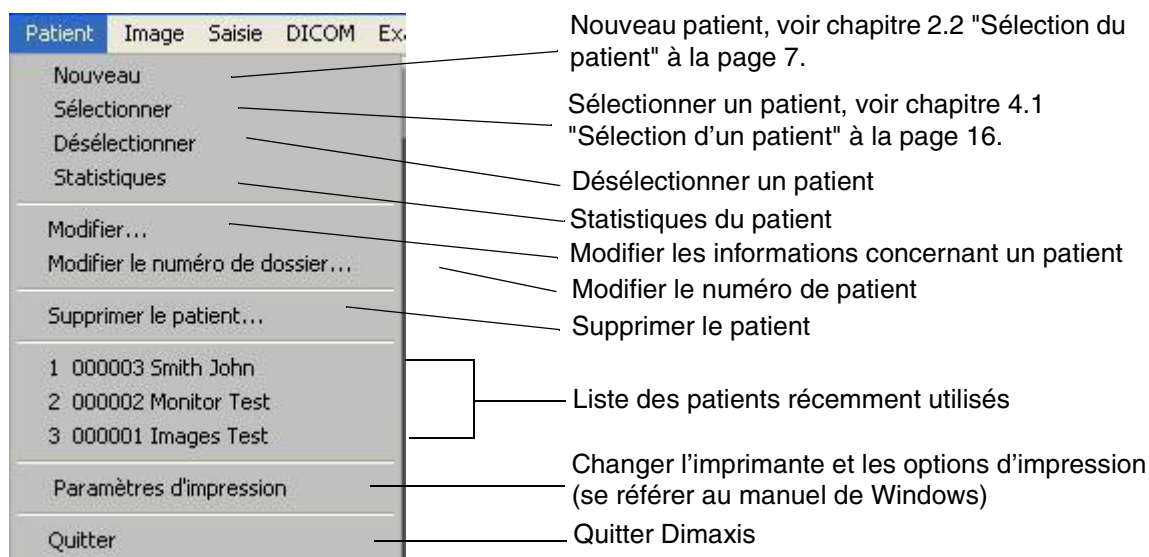 Patient Image Saisie DICOM Ex
Nouveau
Sélectionner
Désélectionner
Statistiques
Modifier...
Modifier le numéro de dossier...
Supprimer le patient...
1 000003 Smith John
2 000002 Monitor Test
3 000001 Images Test
Paramètres d'impression
Quitter
Nouveau patient, voir chapitre 2.2 "Sélection du
patient" à la page 7.
Sélectionner un patient, voir chapitre 4.1
"Sélection d’un patient" à la page 16.
Désélectionner un patient
Statistiques du patient
Modifier les informations concernant un patient
Modifier le numéro de patient
Supprimer le patient
Liste des patients récemment utilisés
Changer l’imprimante et les options d’impression
(se référer au manuel de Windows)
Quitter Dimaxis